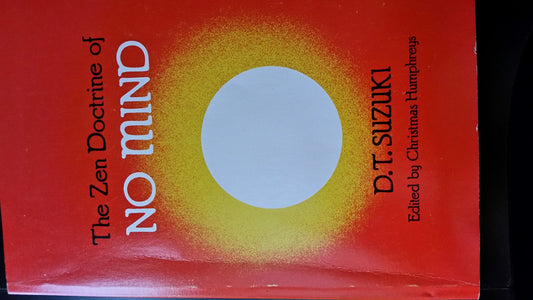 The Zen Doctrine of
NO MIND
D.T. SUZUKI
Edited by Christmas Humphreys